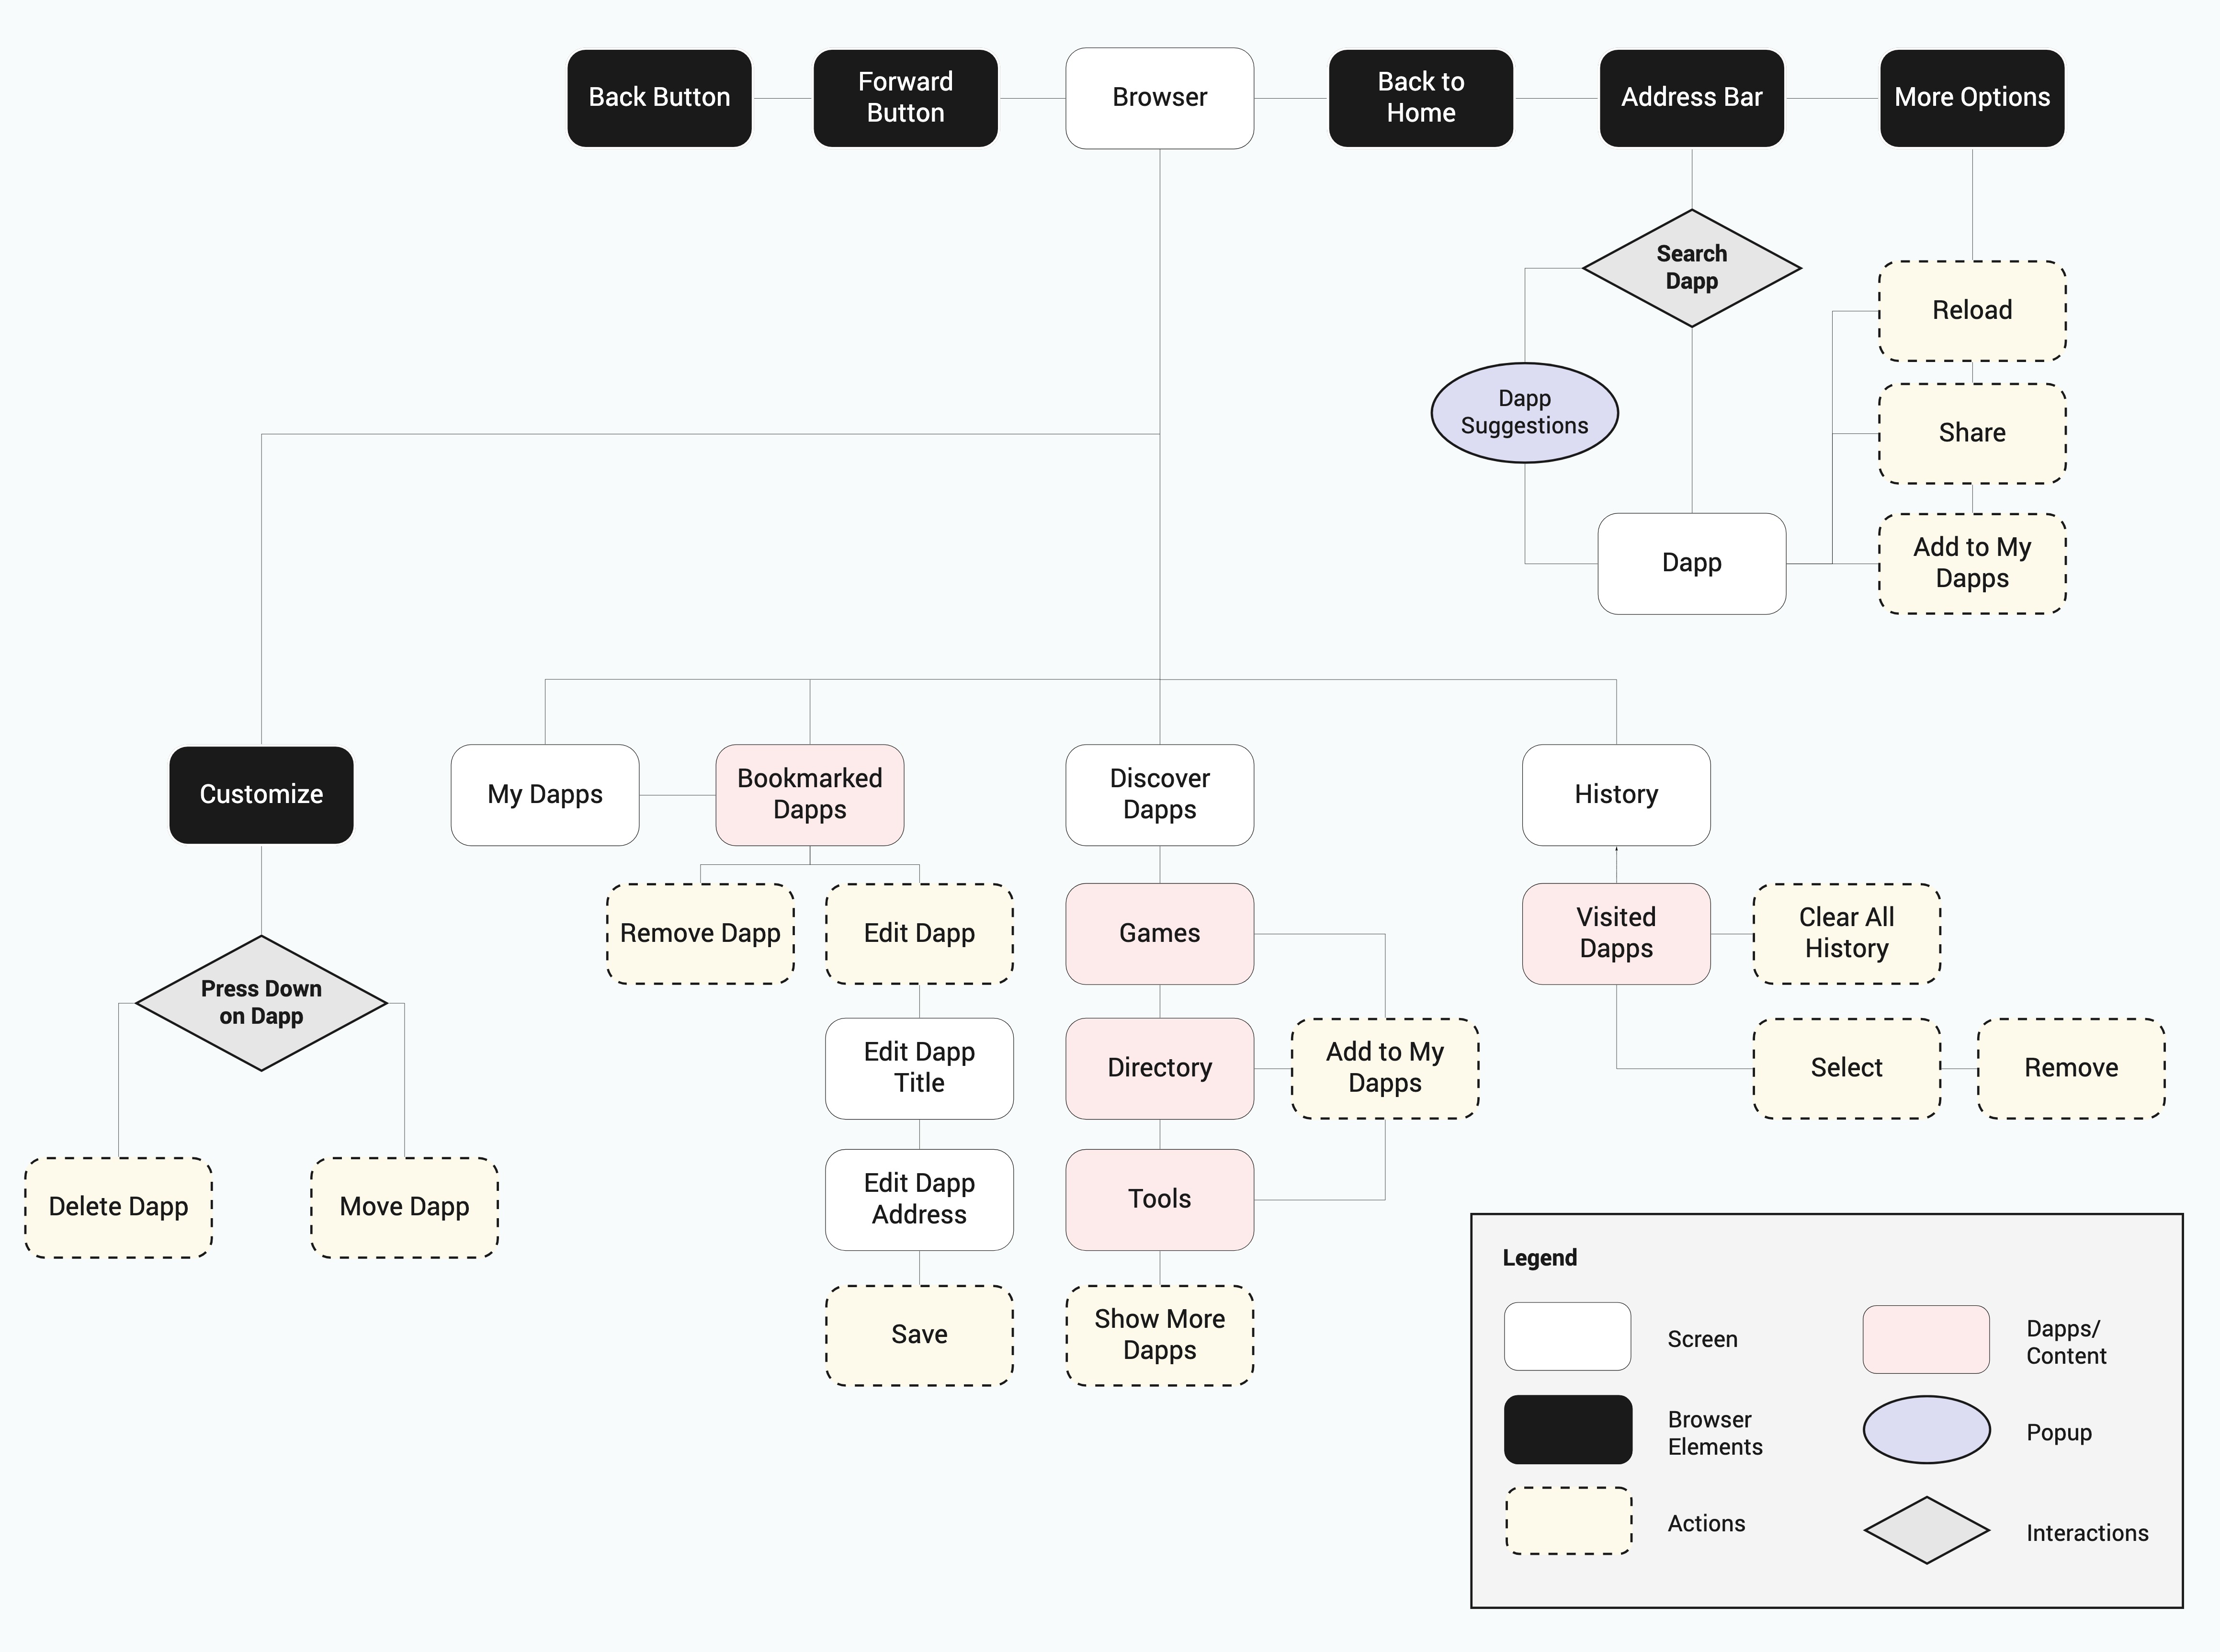 Back Button
Forward
Button
Browser
Back to
Home
Address Bar
More Options
Search
Dapp
Reload
Dapp
Suggestions
Share
Dapp
Add to My
Dapps
Customize
My Dapps
Bookmarked
Dapps
Discover
Dapps
History
Remove Dapp
Edit Dapp
Games
Visited
Dapps
Clear All
History
Press Down
on Dapp
Edit Dapp
Title
Directory
Add to My
Dapps
Select
Remove
Delete Dapp
Move Dapp
Edit Dapp
Address
Tools
Save
Show More
Dapps
Legend
Screen
Dapps/
Content
Browser
Elements
Popup
Actions
Interactions